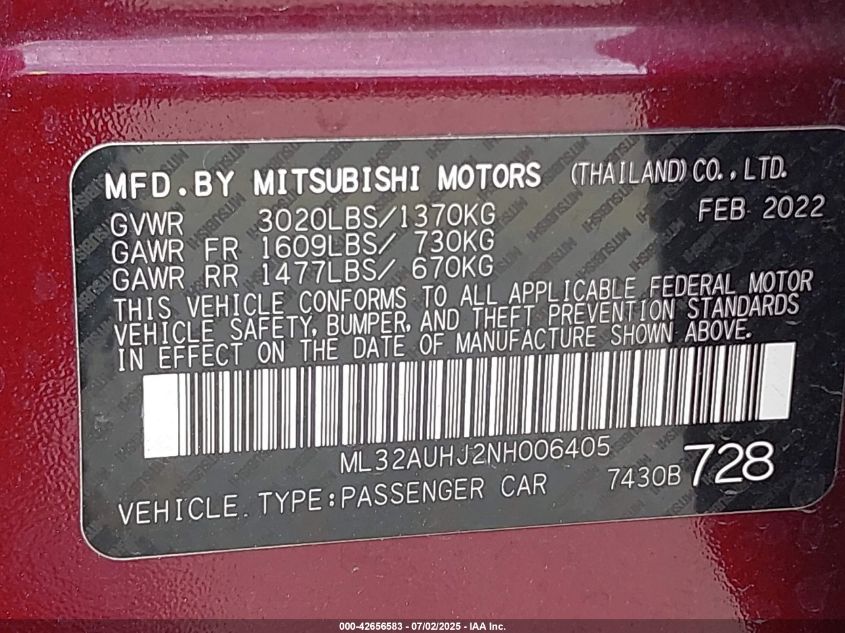 MFD.BY MITSUBISHI MOTORS (THAILAND) CO.,LTD.
GVWR 3020LBS/1370KG FEB 2022
GAWR FR 1609LBS/ 730KG
GAWR RR 1477LBS/ 670KG
THIS VEHICLE CONFORMS TO ALL APPLICABLE FEDERAL MOTOR
VEHICLE SAFETY, BUMPER, AND THEFT PREVENTION STANDARDS
IN EFFECT ON THE DATE OF MANUFACTURE SHOWN ABOVE.
ML32AUHJ2NH006405
VEHICLE TYPE:PASSENGER CAR 7430B 728
000-42656583 - 07/02/2025 - IAA Inc.